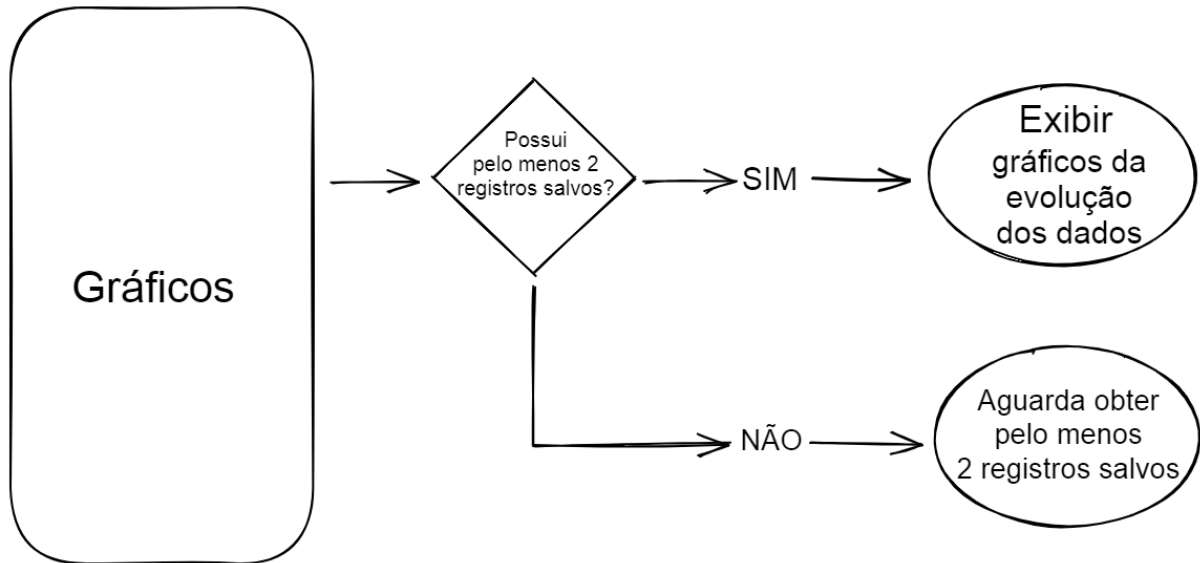 Gráficos
Possui
pelo menos 2
registros salvos?
SIM
Exibir
gráficos da
evolução
dos dados
NÃO
Aguarda obter
pelo menos
2 registros salvos